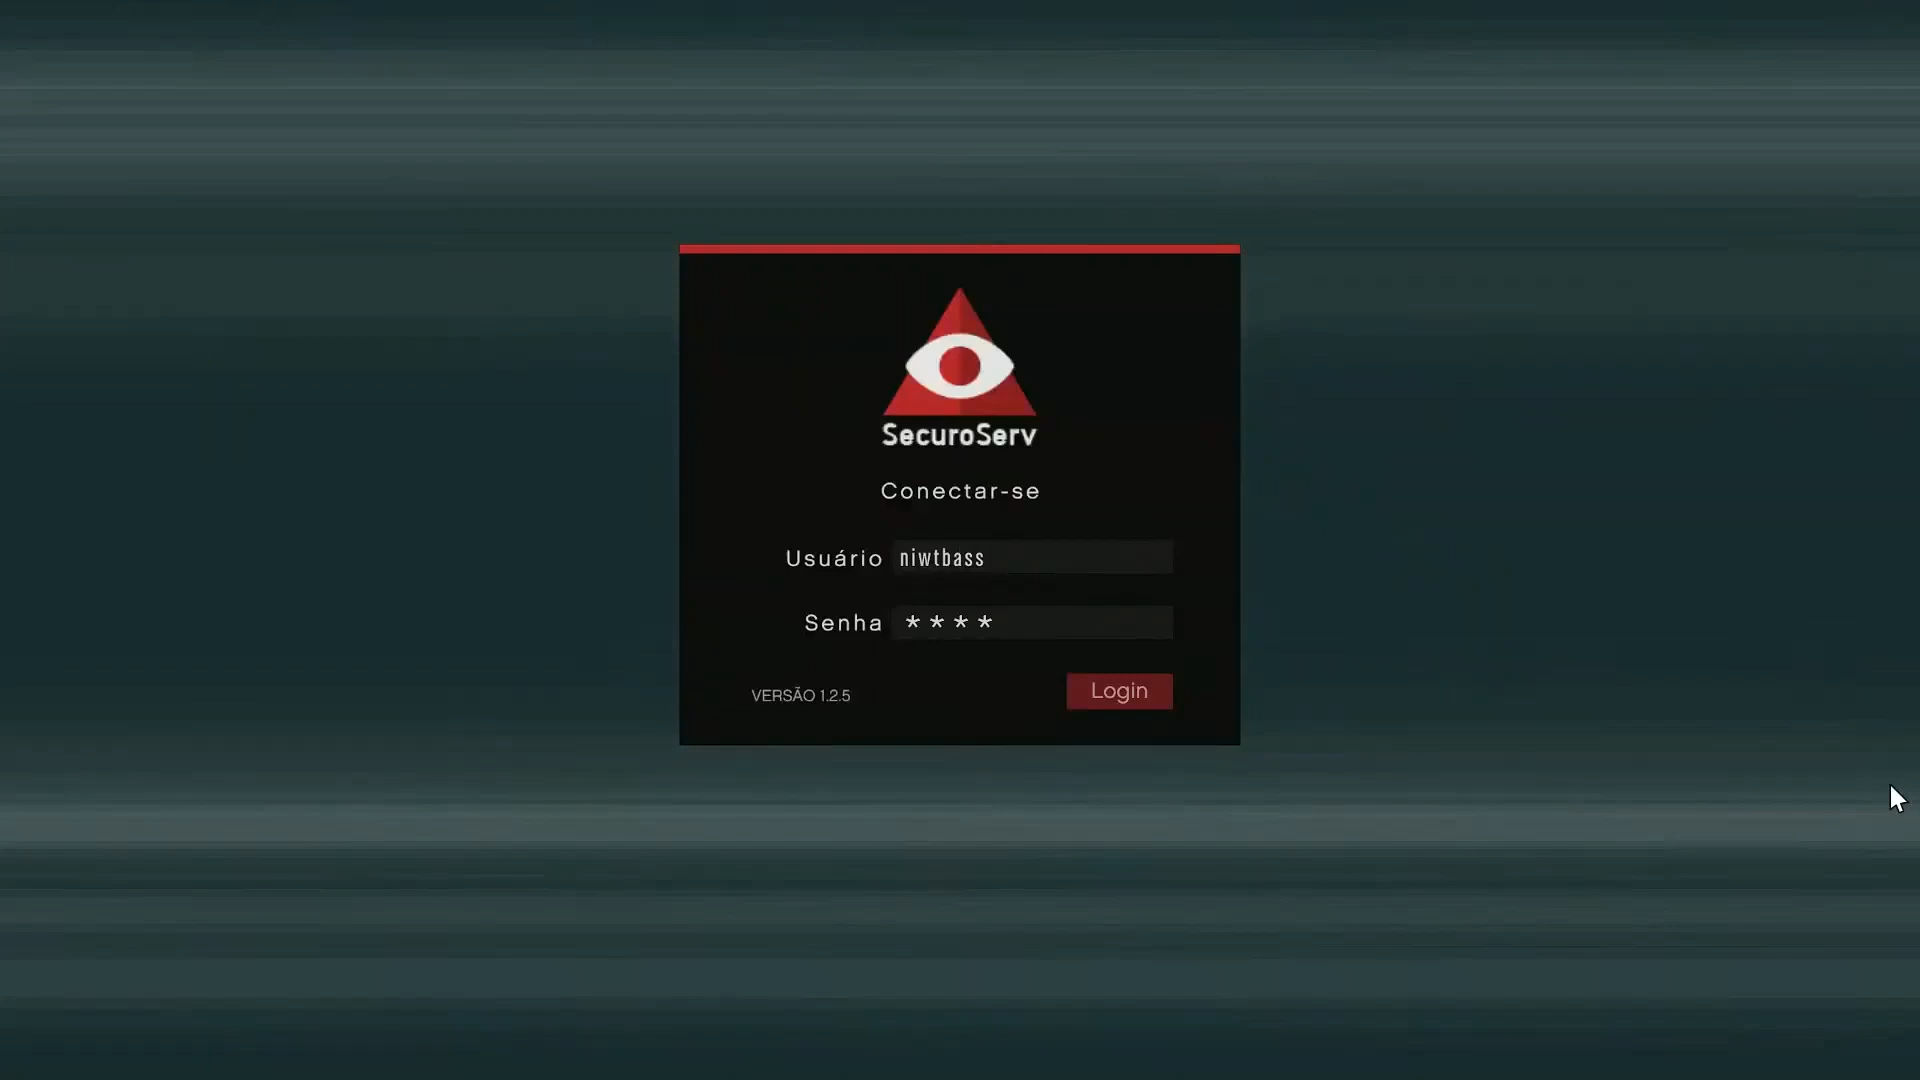 SecuroServ
Conectar-se
Usuário niwtbass
Senha ****
VERSÃO 1.2.5 Login